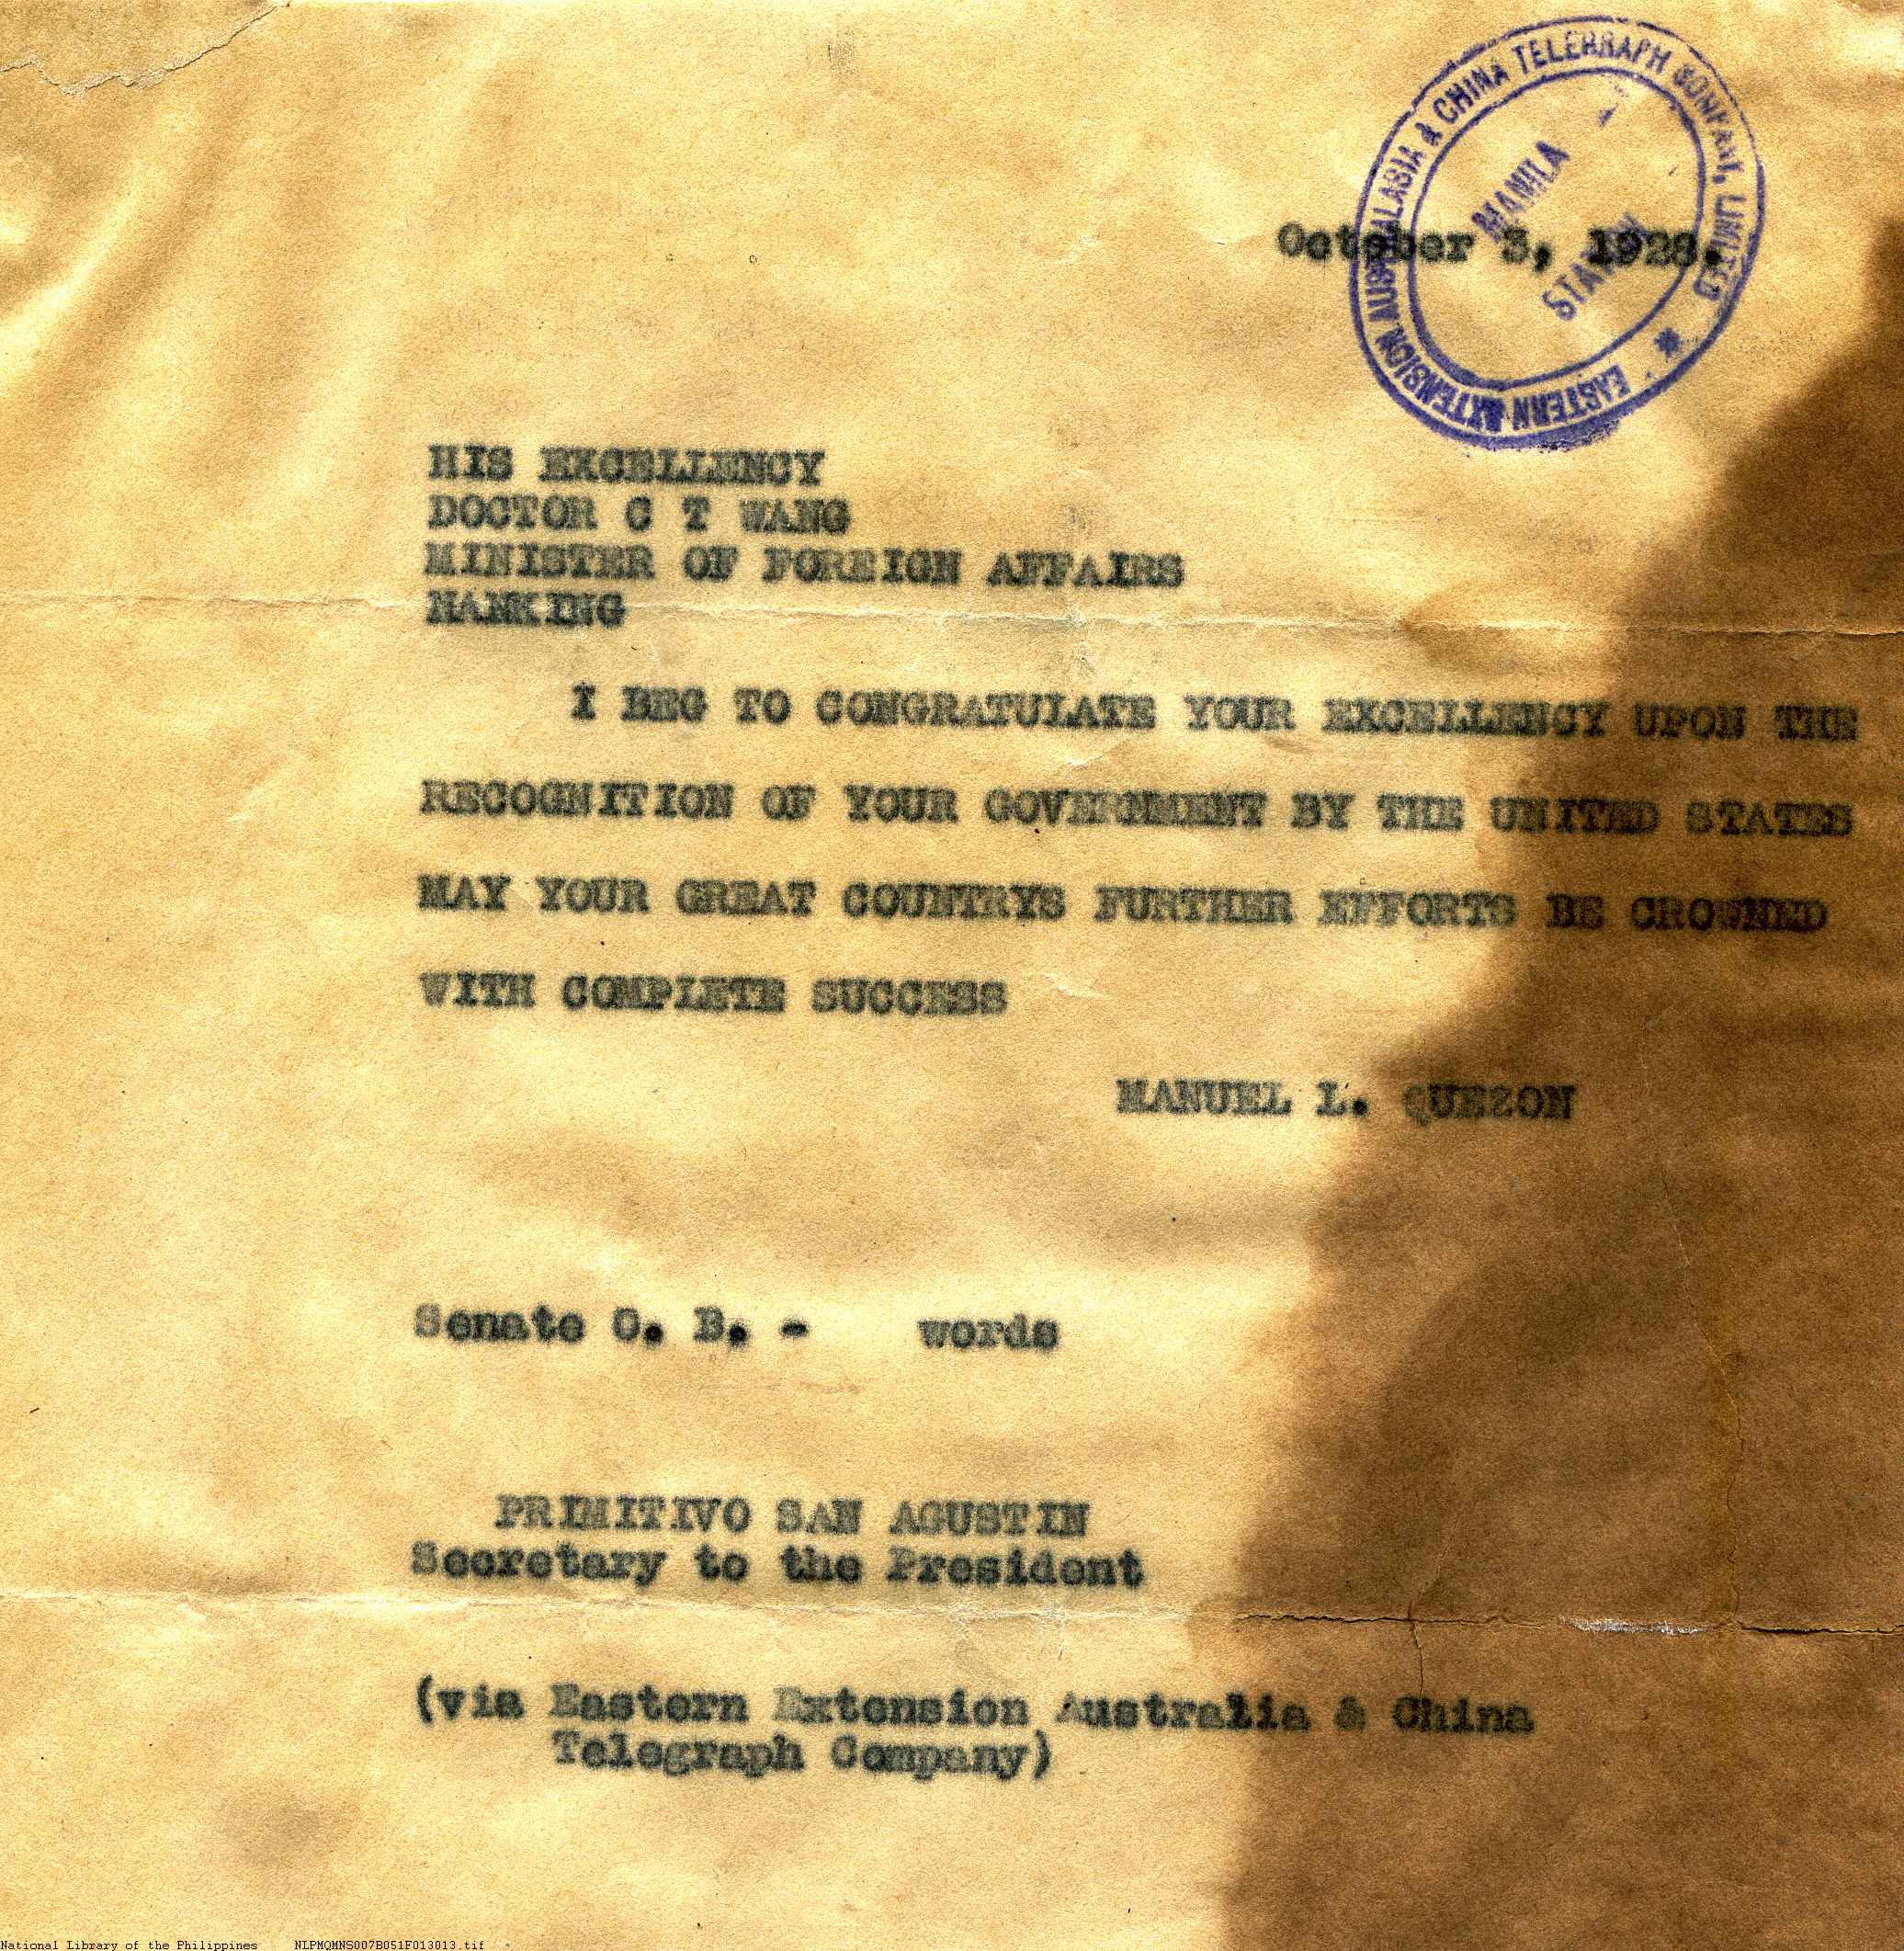 EASTERN EXTENSION AUSTRALASIA & CHINA TELEGRAPH COMPANY, LIMITED *
MANILA
STATION
October 3, 1928.
HIS EXCELLENCY
DOCTOR C T WANG
MINISTER OF FOREIGN AFFAIRS
NANKING
I BEG TO CONGRATULATE YOUR EXCELLENCY UPON THE
RECOGNITION OF YOUR GOVERNMENT BY THE UNITED STATES
MAY YOUR GREAT COUNTRYS FURTHER EFFORTS BE CROWNED
WITH COMPLETE SUCCESS
MANUEL L. QUEZON
Senate O. B. - words
PRIMITIVO SAN AGUSTIN
Secretary to the President
(via Eastern Extension Australia & China
Telegraph Company)
National Library of the Philippines NLPMQMNS007B051F013013.tif